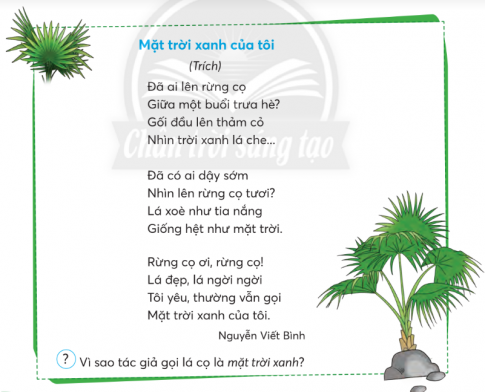 Mặt trời xanh của tôi
(Trích)
Đã ai lên rừng cọ
Giữa một buổi trưa hè?
Gối đầu lên thảm cỏ
Nhìn trời xanh lá che...
Đã có ai dậy sớm
Nhìn lên rừng cọ tươi?
Lá xoè như tia nắng
Giống hệt như mặt trời.
Rừng cọ ơi, rừng cọ!
Lá đẹp, lá ngời ngời
Tôi yêu, thường vẫn gọi
Mặt trời xanh của tôi.
Nguyễn Viết Bình
? Vì sao tác giả gọi lá cọ là mặt trời xanh?
Chân trời sáng tạo